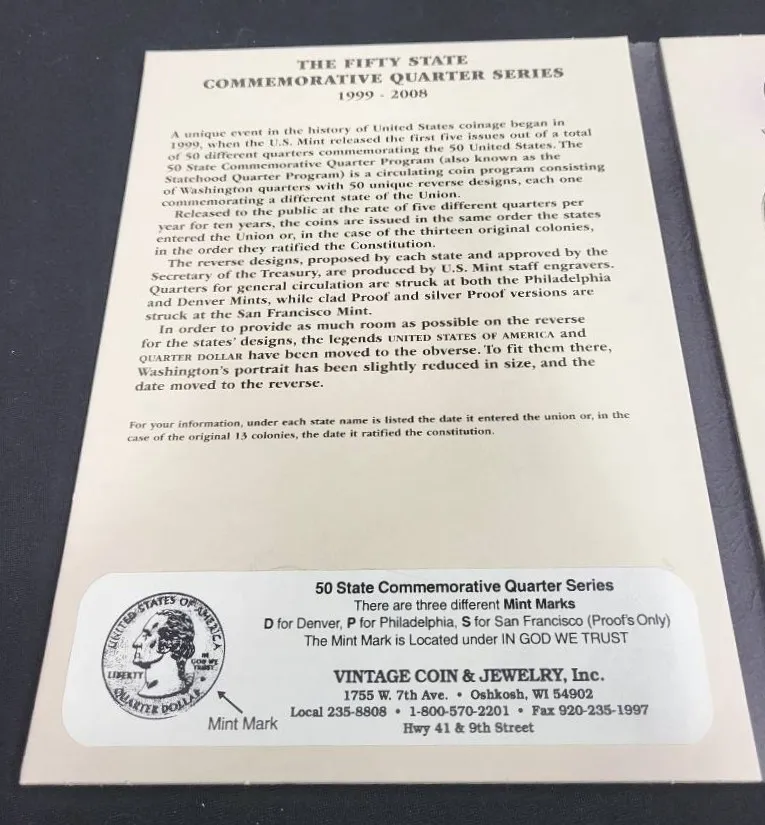 THE FIFTY STATE
COMMEMORATIVE QUARTER SERIES
1999 - 2008
A unique event in the history of United States coinage began in
1999, when the U.S. Mint released the first five issues out of a total
of 50 different quarters commemorating the 50 United States. The
50 State Commemorative Quarter Program (also known as the
Statehood Quarter Program) is a circulating coin program consisting
of Washington quarters with 50 unique reverse designs, each one
commemorating a different state of the Union.
Released to the public at the rate of five different quarters per
year for ten years, the coins are issued in the same order the states
entered the Union or, in the case of the thirteen original colonies,
in the order they ratified the Constitution.
The reverse designs, proposed by each state and approved by the
Secretary of the Treasury, are produced by U.S. Mint staff engravers.
Quarters for general circulation are struck at both the Philadelphia
and Denver Mints, while clad Proof and silver Proof versions are
struck at the San Francisco Mint.
In order to provide as much room as possible on the reverse
for the states' designs, the legends UNITED STATES OF AMERICA and
QUARTER DOLLAR have been moved to the obverse. To fit them there,
Washington's portrait has been slightly reduced in size, and the
date moved to the reverse.
For your information, under each state name is listed the date it entered the union or, in the
case of the original 13 colonies, the date it ratified the constitution.
50 State Commemorative Quarter Series
There are three different Mint Marks
D for Denver, P for Philadelphia, S for San Francisco (Proof's Only)
The Mint Mark is Located under IN GOD WE TRUST
UNITED STATES OF AMERICA
LIBERTY
IN
GOD WE
TRUST
QUARTER DOLLAR
Mint Mark
VINTAGE COIN & JEWELRY, Inc.
1755 W. 7th Ave. • Oshkosh, WI 54902
Local 235-8808 • 1-800-570-2201 • Fax 920-235-1997
Hwy 41 & 9th Street